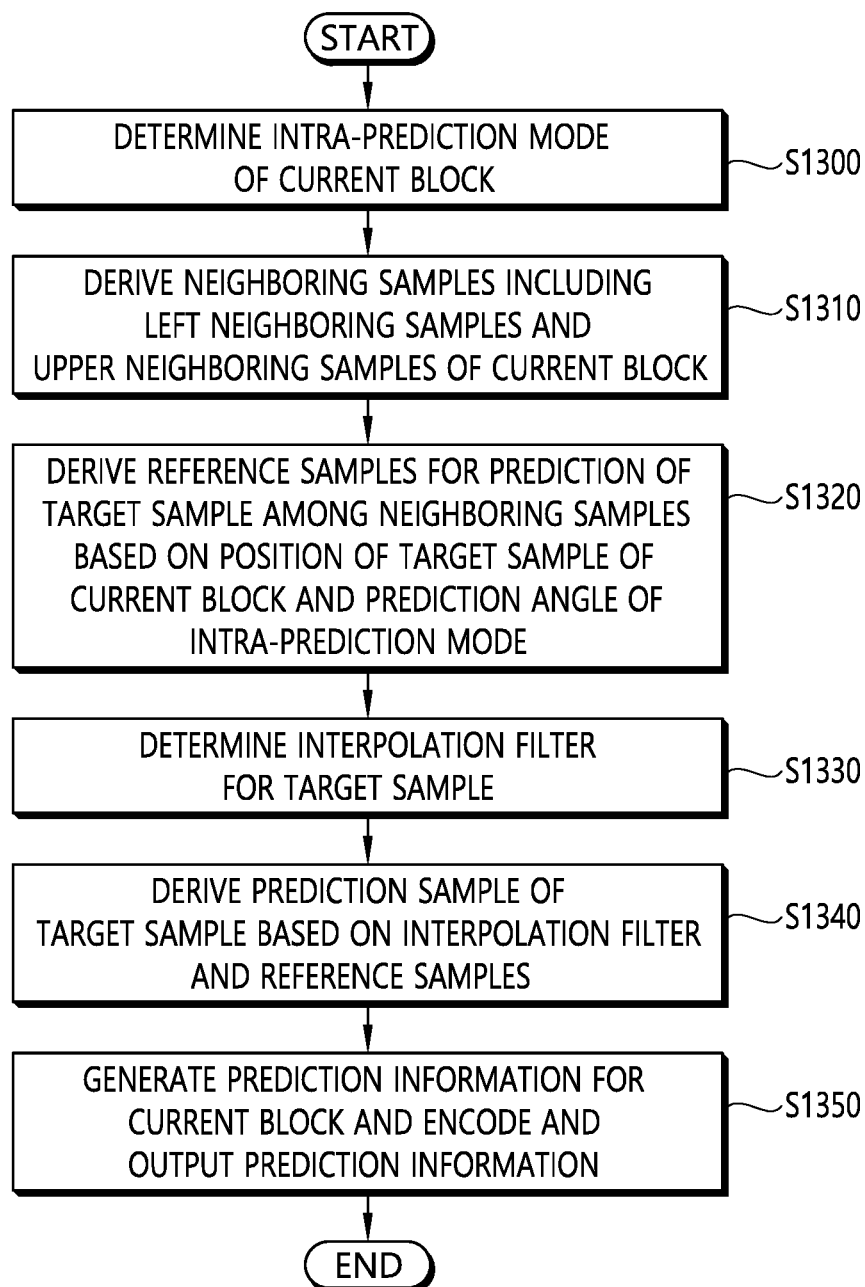 START
DETERMINE INTRA-PREDICTION MODE
OF CURRENT BLOCK
S1300
DERIVE NEIGHBORING SAMPLES INCLUDING
LEFT NEIGHBORING SAMPLES AND
UPPER NEIGHBORING SAMPLES OF CURRENT BLOCK
S1310
DERIVE REFERENCE SAMPLES FOR PREDICTION OF
TARGET SAMPLE AMONG NEIGHBORING SAMPLES
BASED ON POSITION OF TARGET SAMPLE OF
CURRENT BLOCK AND PREDICTION ANGLE OF
INTRA-PREDICTION MODE
S1320
DETERMINE INTERPOLATION FILTER
FOR TARGET SAMPLE
S1330
DERIVE PREDICTION SAMPLE OF
TARGET SAMPLE BASED ON INTERPOLATION FILTER
AND REFERENCE SAMPLES
S1340
GENERATE PREDICTION INFORMATION FOR
CURRENT BLOCK AND ENCODE AND
OUTPUT PREDICTION INFORMATION
S1350
END